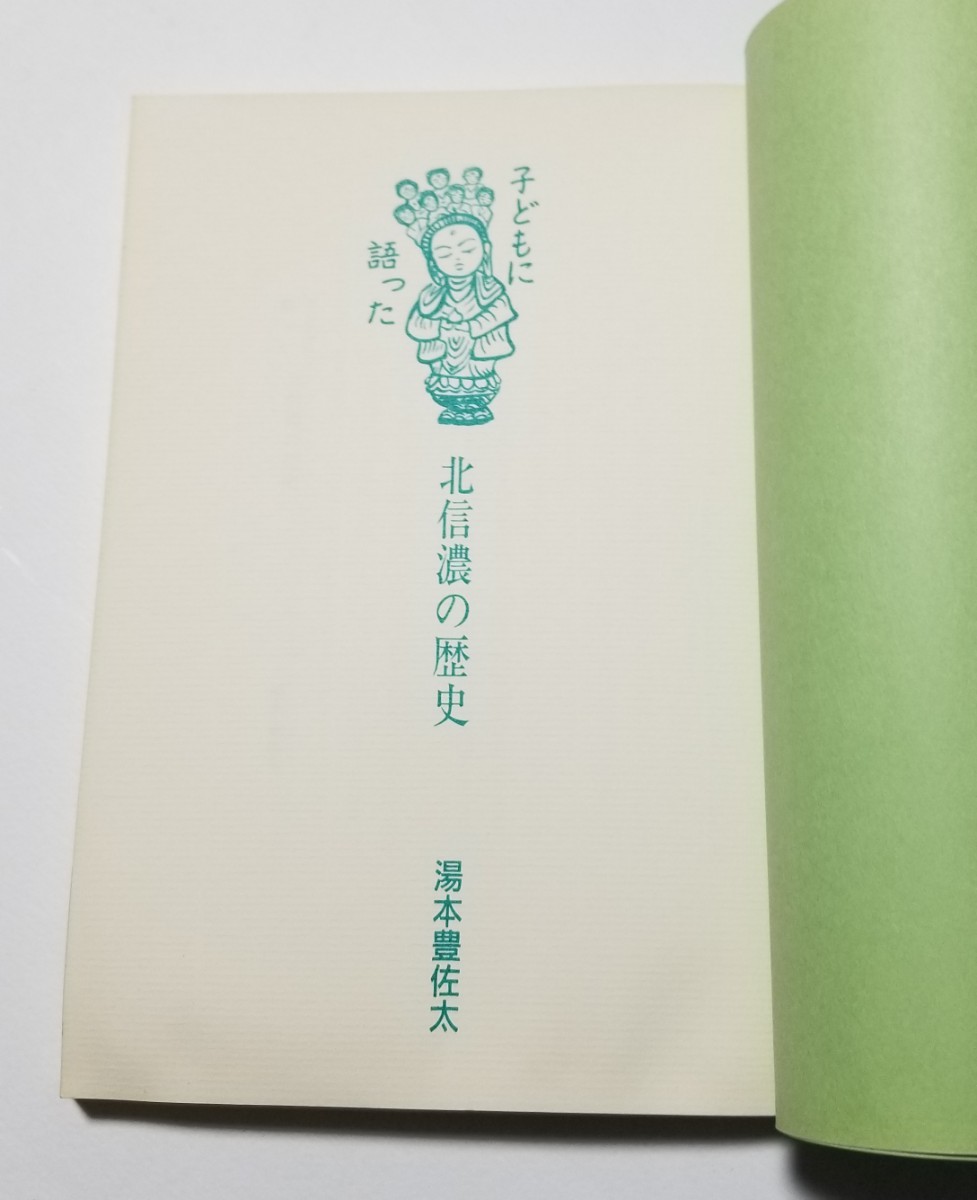 子どもに
語った
北信濃の歴史
湯本豊佐太